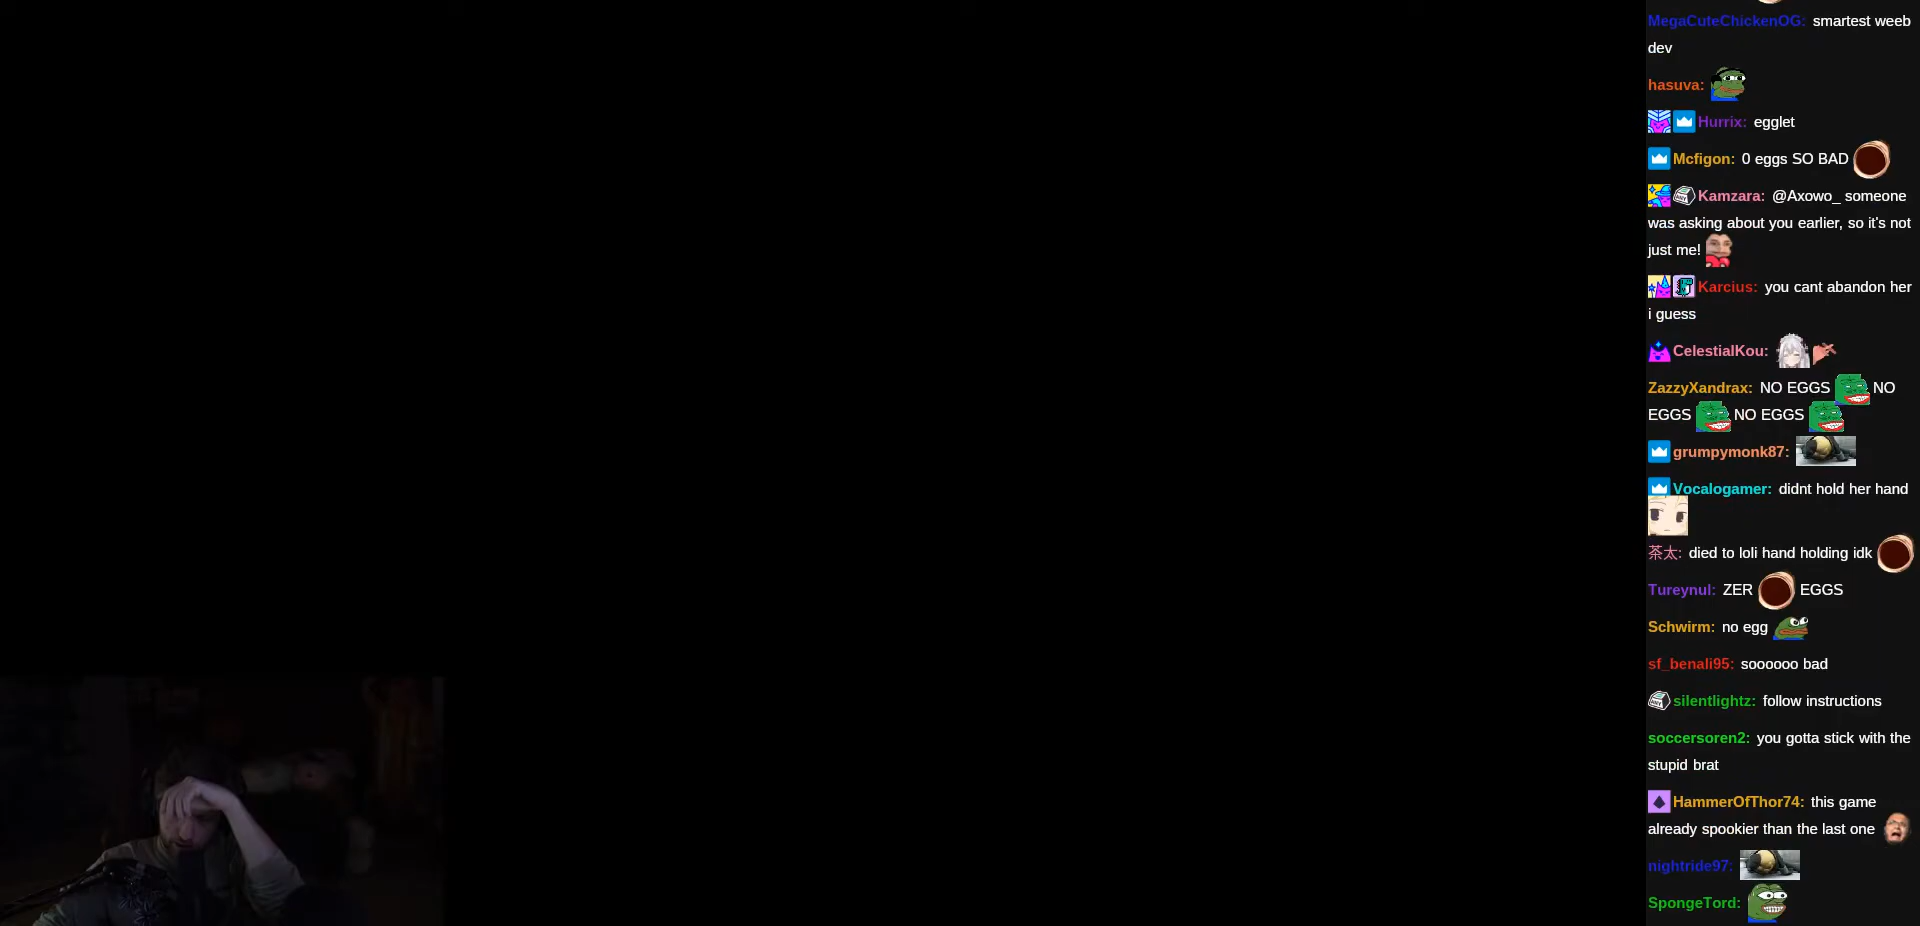 MegaCuteChickenOG: smartest weeb
dev
hasuva:
Hurrix: egglet
Mcfigon: 0 eggs SO BAD
Kamzara: @Axowo_ someone
was asking about you earlier, so it's not
just me!
Karcius: you cant abandon her
i guess
CelestialKou:
ZazzyXandrax: NO EGGS NO
EGGS NO EGGS
grumpymonk87:
Vocalogamer: didnt hold her hand
茶太: died to loli hand holding idk
Tureynul: ZER EGGS
Schwirm: no egg
sf_benali95: soooooo bad
silentlightz: follow instructions
soccersoren2: you gotta stick with the
stupid brat
HammerOfThor74: this game
already spookier than the last one
nightride97:
SpongeTord: